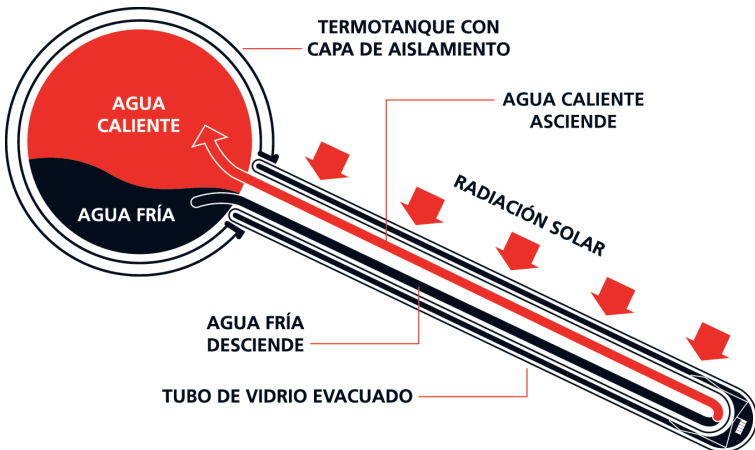 TERMOTANQUE CON
CAPA DE AISLAMIENTO
AGUA
CALIENTE
AGUA CALIENTE
ASCIENDE
RADIACIÓN SOLAR
AGUA FRÍA
AGUA FRÍA
DESCIENDE
TUBO DE VIDRIO EVACUADO